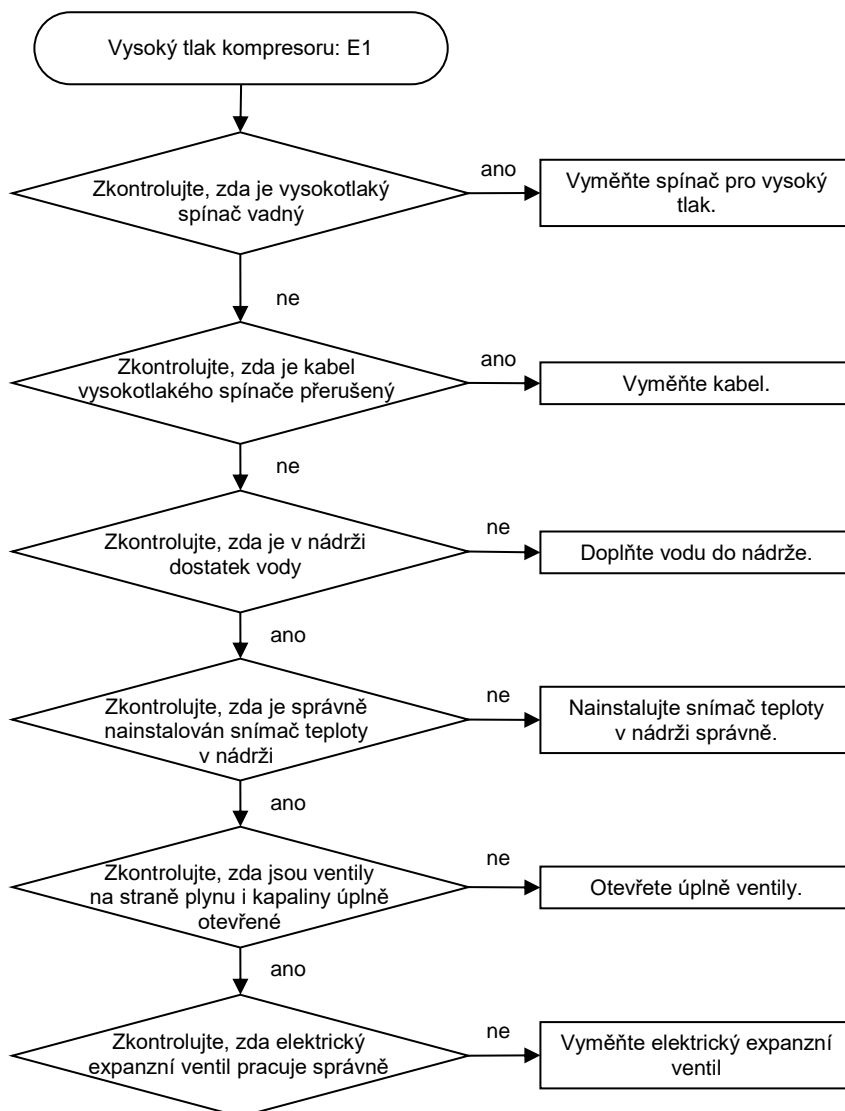 Vysoký tlak kompresoru: E1
Zkontrolujte, zda je vysokotlaký
spínač vadný
ano
Vyměňte spínač pro vysoký
tlak.
ne
Zkontrolujte, zda je kabel
vysokotlakého spínače přerušený
ano
Vyměňte kabel.
ne
Zkontrolujte, zda je v nádrži
dostatek vody
ne
Doplňte vodu do nádrže.
ano
Zkontrolujte, zda je správně
nainstalován snímač teploty
v nádrži
ne
Nainstalujte snímač teploty
v nádrži správně.
ano
Zkontrolujte, zda jsou ventily
na straně plynu i kapaliny úplně
otevřené
ne
Otevřete úplně ventily.
ano
Zkontrolujte, zda elektrický
expanzní ventil pracuje správně
ne
Vyměňte elektrický expanzní
ventil